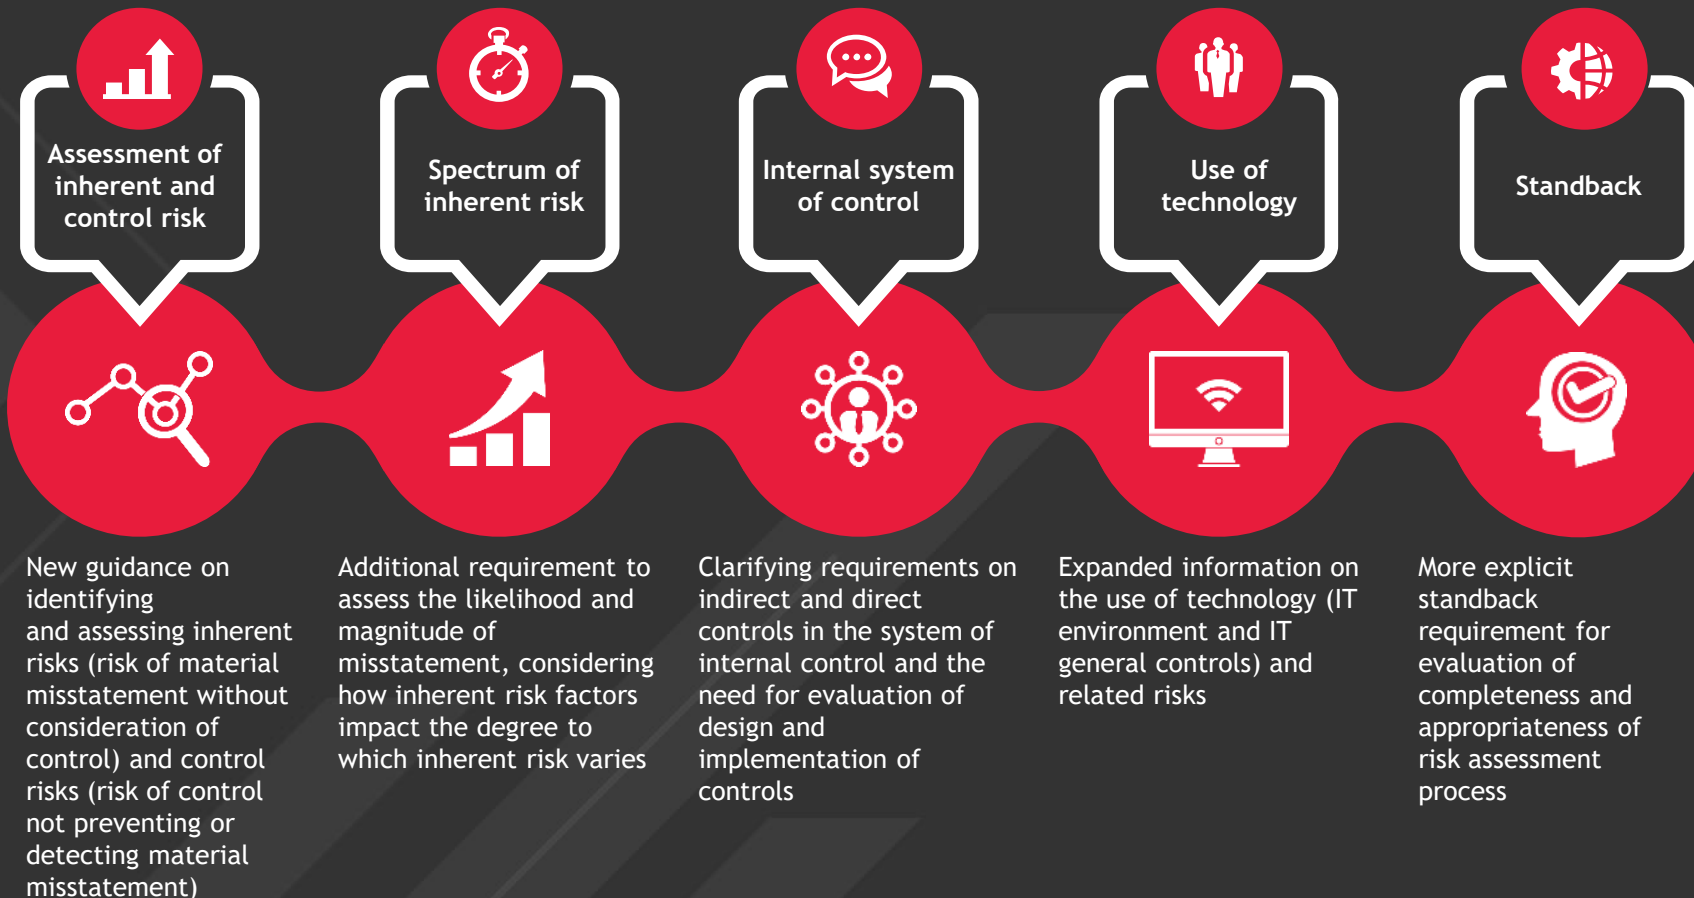 Assessment of
inherent and
control risk
Spectrum of
inherent risk
Internal system
of control
Use of
technology
Standback
New guidance on
identifying
and assessing inherent
risks (risk of material
misstatement without
consideration of
control) and control
risks (risk of control
not preventing or
detecting material
misstatement)
Additional requirement to
assess the likelihood and
magnitude of
misstatement, considering
how inherent risk factors
impact the degree to
which inherent risk varies
Clarifying requirements on
indirect and direct
controls in the system of
internal control and the
need for evaluation of
design and
implementation of
controls
Expanded information on
the use of technology (IT
environment and IT
general controls) and
related risks
More explicit
standback
requirement for
evaluation of
completeness and
appropriateness of
risk assessment
process